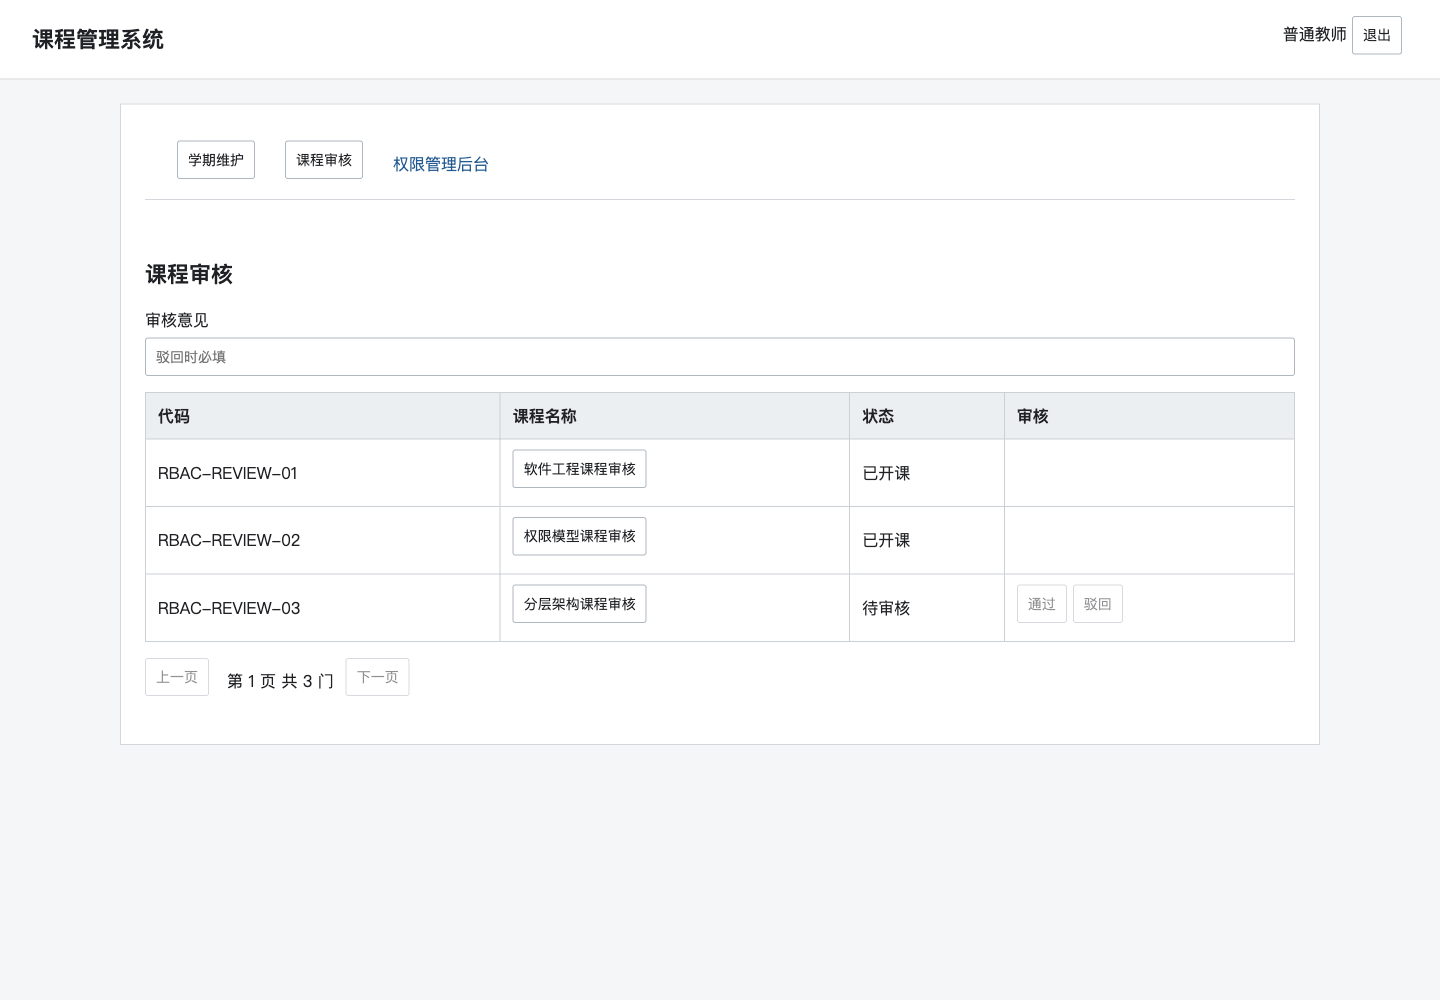 课程管理系统
普通教师 退出
学期维护 课程审核 权限管理后台
课程审核
审核意见
驳回时必填
代码 课程名称 状态 审核
RBAC-REVIEW-01 软件工程课程审核 已开课
RBAC-REVIEW-02 权限模型课程审核 已开课
RBAC-REVIEW-03 分层架构课程审核 待审核 通过 驳回
上一页 第 1 页 共 3 门 下一页